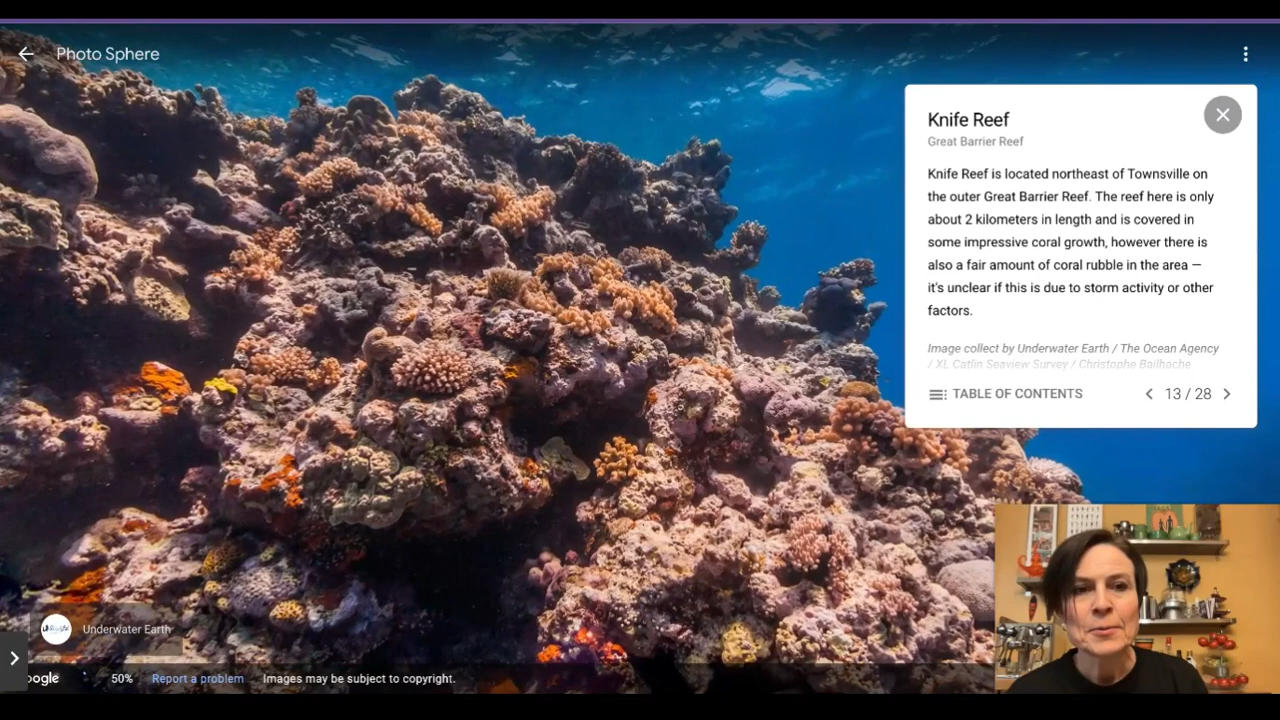 Photo Sphere
Knife Reef
Great Barrier Reef
Knife Reef is located northeast of Townsville on
the outer Great Barrier Reef. The reef here is only
about 2 kilometers in length and is covered in
some impressive coral growth, however there is
also a fair amount of coral rubble in the area —
it's unclear if this is due to storm activity or other
factors.
Image collect by Underwater Earth / The Ocean Agency
/ XL Catlin Seaview Survey / Christophe Bailhache
TABLE OF CONTENTS
13 / 28
Underwater Earth
oogle
50%
Report a problem
Images may be subject to copyright.